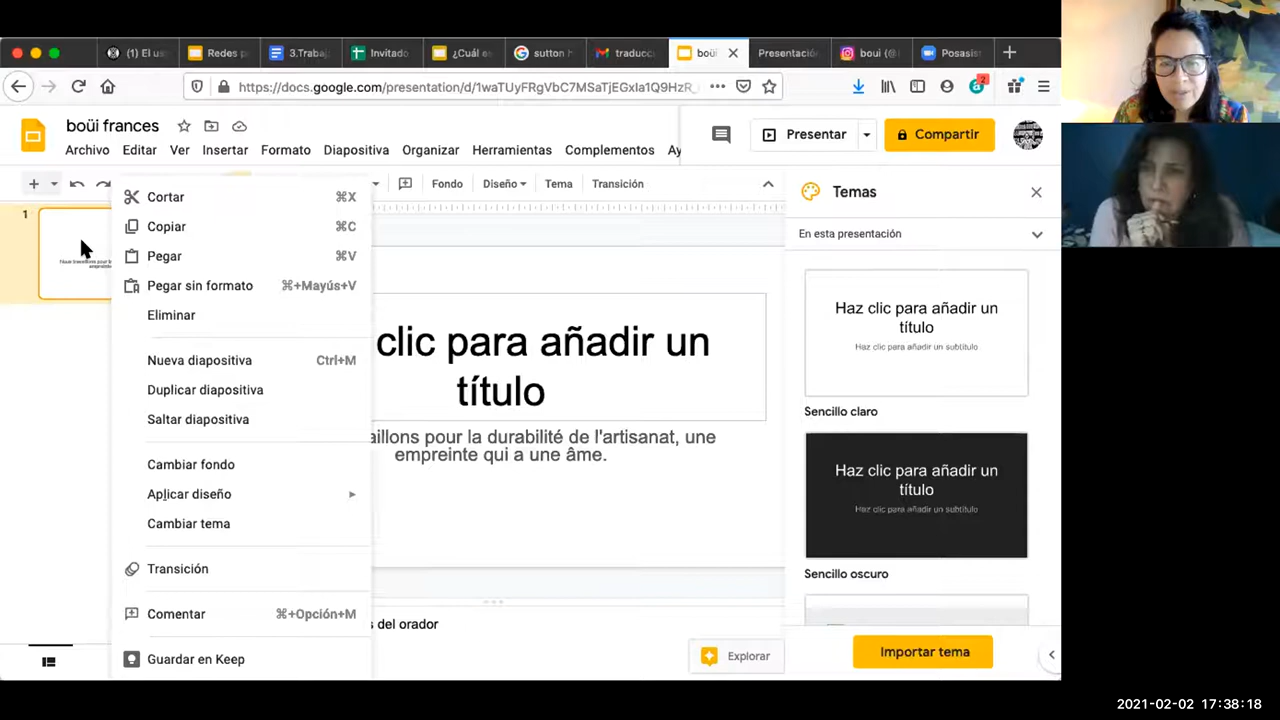 (1) El us
Redes p
3.Trabaj
Invitado
¿Cuál e
sutton h
traducc
boüi
Presentació
boui (@
Posasis
https://docs.google.com/presentation/d/1waTUyFRgVbC7MSaTjEGxIa1Q9HzR_
2
boüi frances
Archivo Editar Ver Insertar Formato Diapositiva Organizar Herramientas Complementos Ay
Presentar
Compartir
Fondo Diseño Tema Transición
1
Cortar ⌘X
Copiar ⌘C
Pegar ⌘V
Pegar sin formato ⌘+Mayús+V
Eliminar
Nueva diapositiva Ctrl+M
Duplicar diapositiva
Saltar diapositiva
Cambiar fondo
Aplicar diseño
Cambiar tema
Transición
Comentar ⌘+Opción+M
Guardar en Keep
clic para añadir un
título
aillons pour la durabilité de l'artisanat, une
empreinte qui a une âme.
s del orador
Explorar
Temas
En esta presentación
Haz clic para añadir un
título
Haz clic para añadir un subtítulo
Sencillo claro
Haz clic para añadir un
título
Haz clic para añadir un subtítulo
Sencillo oscuro
Importar tema
2021-02-02 17:38:18